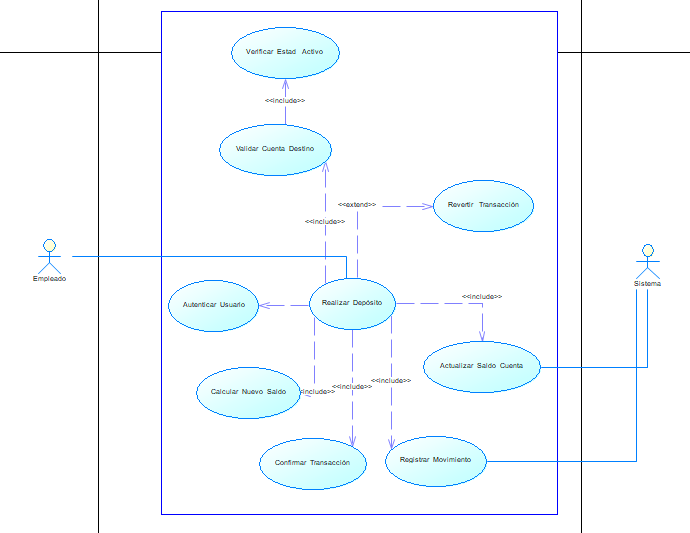 Verificar Estad Activo
<<include>>
Validar Cuenta Destino
<<extend>>
Revertir Transacción
<<include>>
Empleado
Sistema
Autenticar Usuario
Realizar Depósito
<<include>>
Actualizar Saldo Cuenta
<<include>>
<<include>>
Calcular Nuevo Saldo
include>>
Confirmar Transacción
Registrar Movimiento